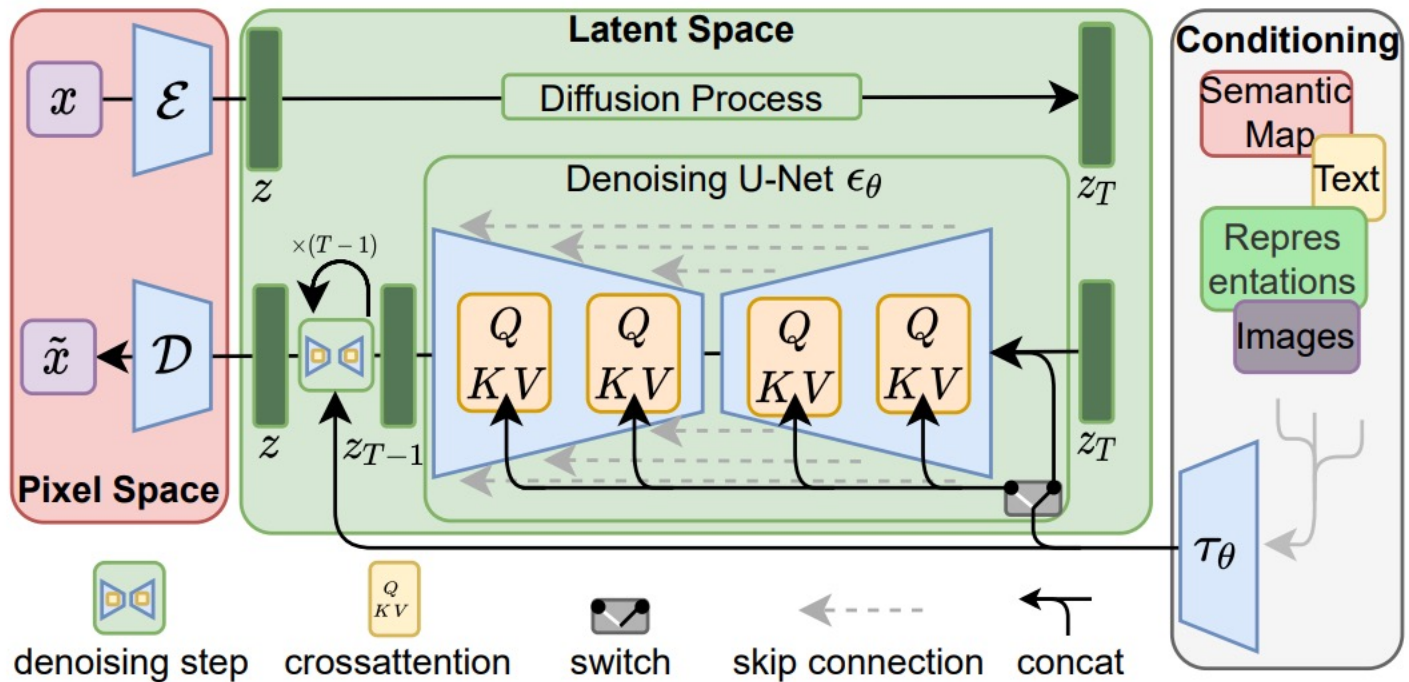 Latent Space
Conditioning
x
ℰ
Diffusion Process
Semantic
Map
Text
z
Denoising U-Net ϵ_θ
z_T
Repres
entations
×(T − 1)
Images
x̃
𝒟
Q
KV
Q
KV
Q
KV
Q
KV
z
z_{T−1}
z_T
Pixel Space
τ_θ
Q
KV
denoising step
crossattention
switch
skip connection
concat